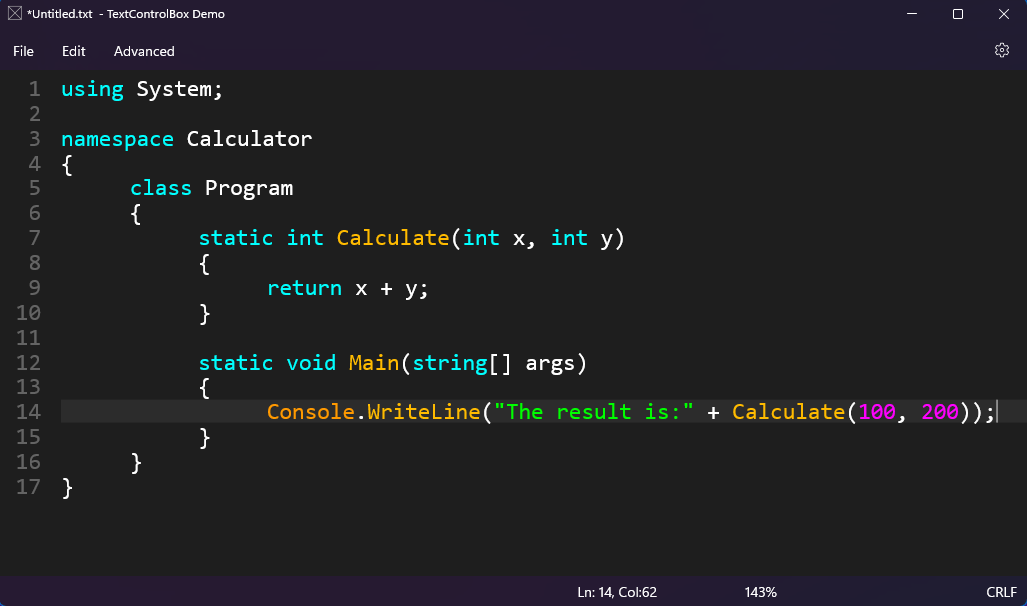 *Untitled.txt - TextControlBox Demo
File Edit Advanced
1 using System;
2
3 namespace Calculator
4 {
5 class Program
6 {
7 static int Calculate(int x, int y)
8 {
9 return x + y;
10 }
11
12 static void Main(string[] args)
13 {
14 Console.WriteLine("The result is:" + Calculate(100, 200));
15 }
16 }
17 }
Ln: 14, Col:62 143% CRLF